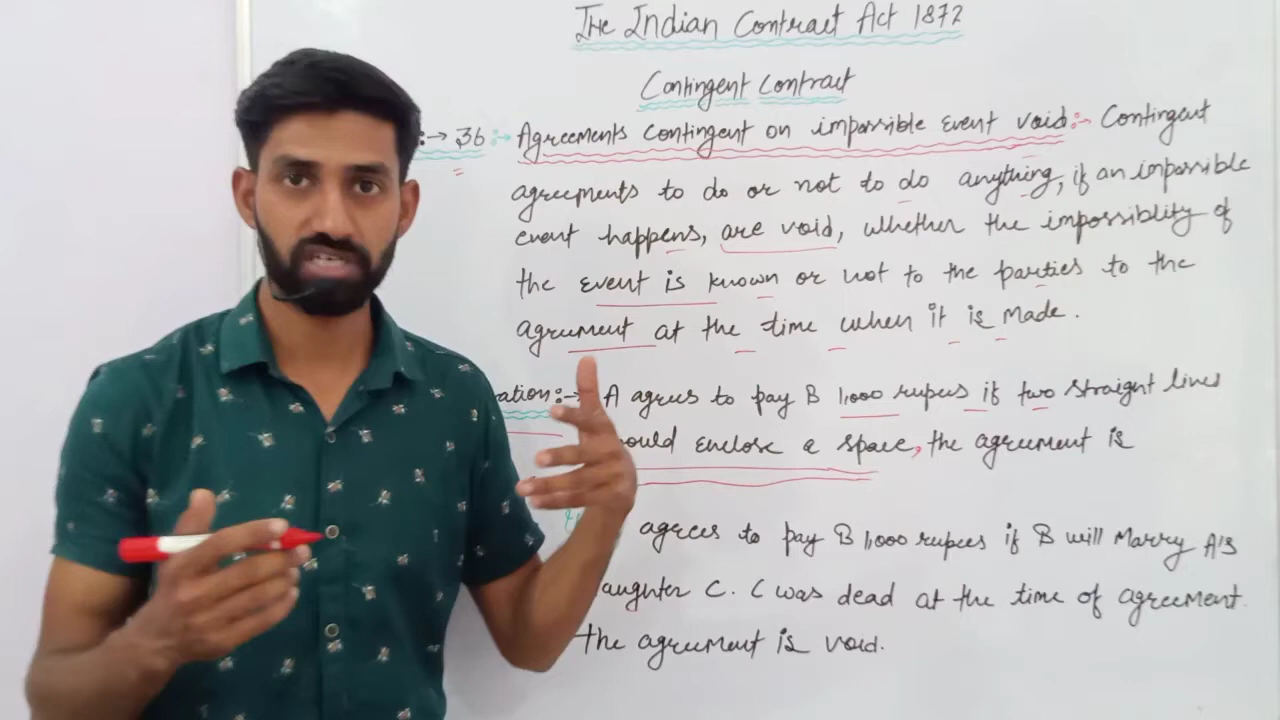 The Indian Contract Act 1872
Contingent Contract
:→ 36 :→ Agreements contingent on impossible event void :→ Contingent
agreements to do or not to do anything, if an impossible
event happens, are void, whether the impossiblity of
the event is known or not to the parties to the
agreement at the time when it is made.
ration :→ A agrees to pay B 1,000 rupees if two straight lines
ould enclose a space, the agreement is
agrees to pay B 1,000 rupees if B will Marry A's
aughter C. C was dead at the time of agreement.
the agreement is void.